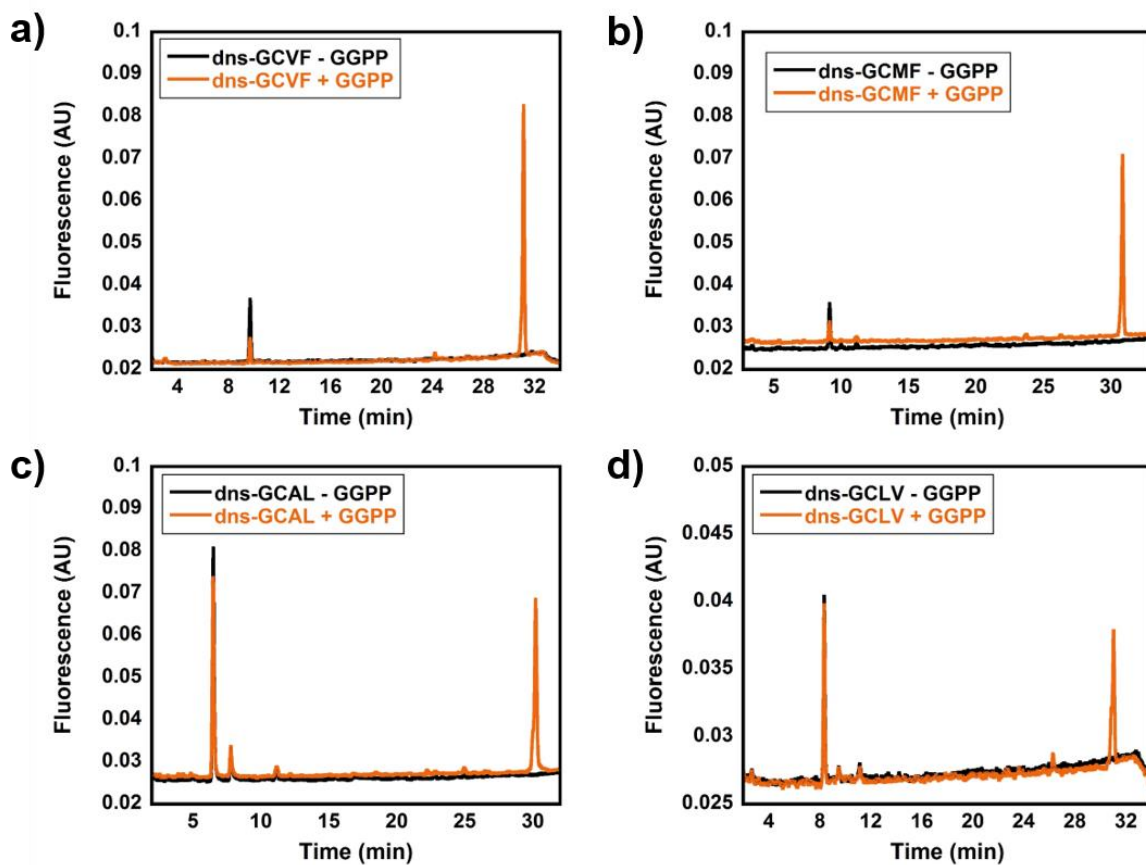 a)
0.1
0.09
0.08
0.07
0.06
0.05
0.04
0.03
0.02
Fluorescence (AU)
dns-GCVF - GGPP
dns-GCVF + GGPP
4 8 12 16 20 24 28 32
Time (min)
b)
0.1
0.09
0.08
0.07
0.06
0.05
0.04
0.03
0.02
Fluorescence (AU)
dns-GCMF - GGPP
dns-GCMF + GGPP
5 10 15 20 25 30
Time (min)
c)
0.1
0.09
0.08
0.07
0.06
0.05
0.04
0.03
0.02
Fluorescence (AU)
dns-GCAL - GGPP
dns-GCAL + GGPP
5 10 15 20 25 30
Time (min)
d)
0.05
0.045
0.04
0.035
0.03
0.025
Fluorescence (AU)
dns-GCLV - GGPP
dns-GCLV + GGPP
4 8 12 16 20 24 28 32
Time (min)